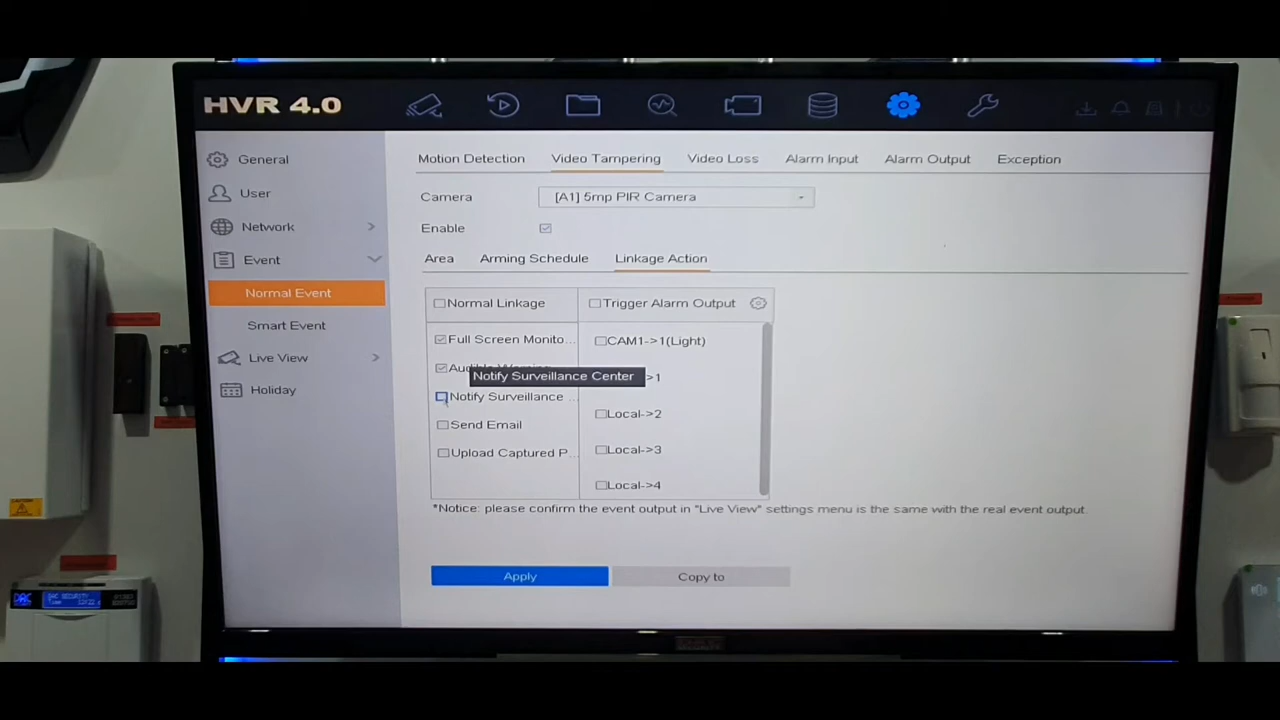 HVR 4.0
General
User
Network
Event
Normal Event
Smart Event
Live View
Holiday
Motion Detection Video Tampering Video Loss Alarm Input Alarm Output Exception
Camera [A1] 5mp PIR Camera
Enable
Area Arming Schedule Linkage Action
Normal Linkage Trigger Alarm Output
Full Screen Monito... CAM1->1(Light)
Notify Surveillance Center
>1
Notify Surveillance ...
Local->2
Send Email
Local->3
Upload Captured P...
Local->4
*Notice: please confirm the event output in "Live View" settings menu is the same with the real event output.
Apply Copy to
CAUTION